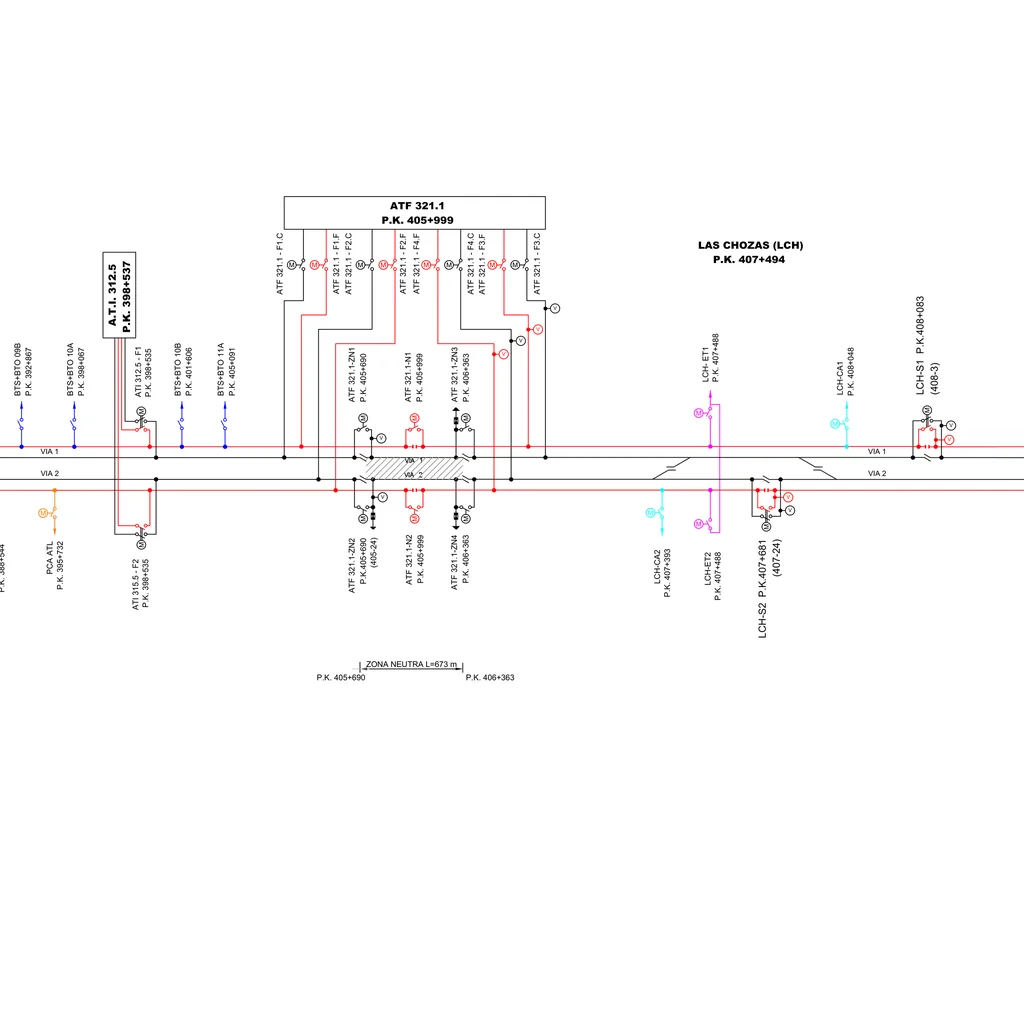 ATF 321.1
P.K. 405+999
ATF 321.1 - F1.C
ATF 321.1 - F1.F
ATF 321.1 - F2.C
ATF 321.1 - F2.F
ATF 321.1 - F4.F
ATF 321.1 - F4.C
ATF 321.1 - F3.F
ATF 321.1 - F3.C
M
M
M
M
M
M
M
M
V
V
V
V
LAS CHOZAS (LCH)
P.K. 407+494
A.T.I. 312.5
P.K. 398+537
BTS+BTO 09B
P.K. 392+867
BTS+BTO 10A
P.K. 398+067
ATI 312.5 - F1
P.K. 398+535
BTS+BTO 10B
P.K. 401+606
BTS+BTO 11A
P.K. 405+091
ATF 321.1-ZN1
P.K. 405+690
ATF 321.1-N1
P.K. 405+999
ATF 321.1-ZN3
P.K. 406+363
LCH- ET1
P.K. 407+488
LCH-CA1
P.K. 408+048
LCH-S1 P.K.408+083
(408-3)
M
M
M
M
M
M
M
V
V
V
VIA 1
VIA 1
VIA 1
VIA 2
VIA 2
VIA 2
M
M
M
M
M
M
M
M
V
V
V
P.K. 388+544
PCA ATL
P.K. 395+732
ATI 315.5 - F2
P.K. 398+535
ATF 321.1-ZN2
P.K.405+690
(405-24)
ATF 321.1-N2
P.K. 405+999
ATF 321.1-ZN4
P.K. 406+363
LCH-CA2
P.K. 407+393
LCH-ET2
P.K. 407+488
LCH-S2 P.K.407+681
(407-24)
ZONA NEUTRA L=673 m
P.K. 405+690
P.K. 406+363